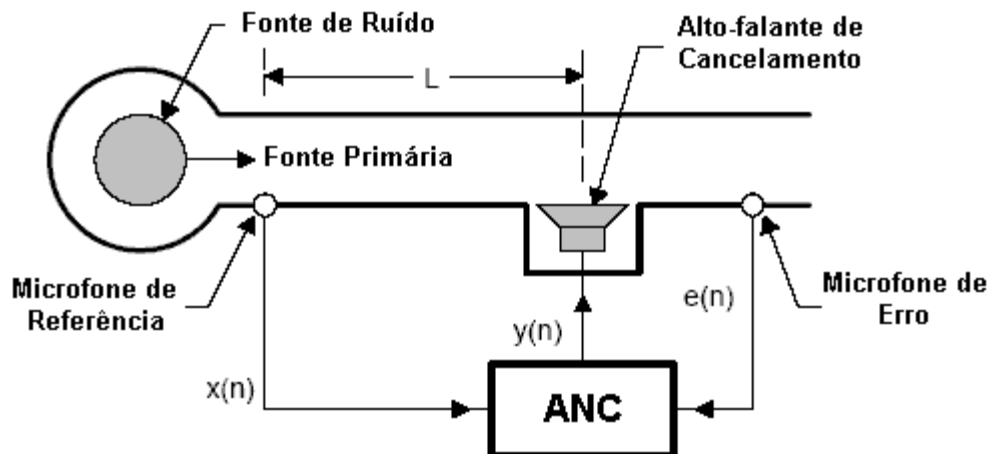 Fonte de Ruído
Alto-falante de
Cancelamento
L
Fonte Primária
Microfone de
Referência
Microfone de
Erro
e(n)
y(n)
x(n)
ANC